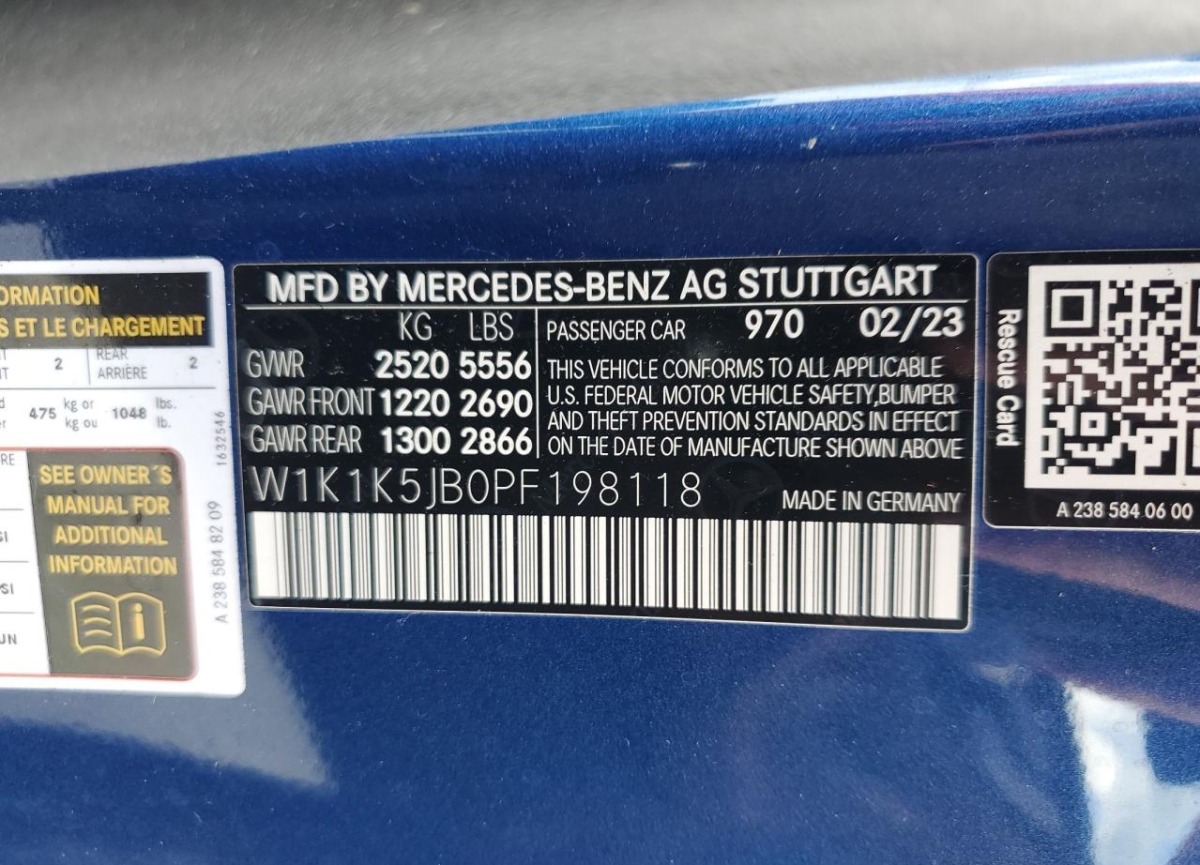 ORMATION
S ET LE CHARGEMENT
2
REAR
ARRIÈRE
2
475
kg or
kg ou
1048
lbs.
lb.
1632546
SEE OWNER´S
MANUAL FOR
ADDITIONAL
INFORMATION
A 238 584 82 09
MFD BY MERCEDES-BENZ AG STUTTGART
KG LBS
GVWR 2520 5556
GAWR FRONT 1220 2690
GAWR REAR 1300 2866
PASSENGER CAR 970 02/23
THIS VEHICLE CONFORMS TO ALL APPLICABLE
U.S. FEDERAL MOTOR VEHICLE SAFETY,BUMPER
AND THEFT PREVENTION STANDARDS IN EFFECT
ON THE DATE OF MANUFACTURE SHOWN ABOVE
W1K1K5JB0PF198118
MADE IN GERMANY
Rescue Card
A 238 584 06 00